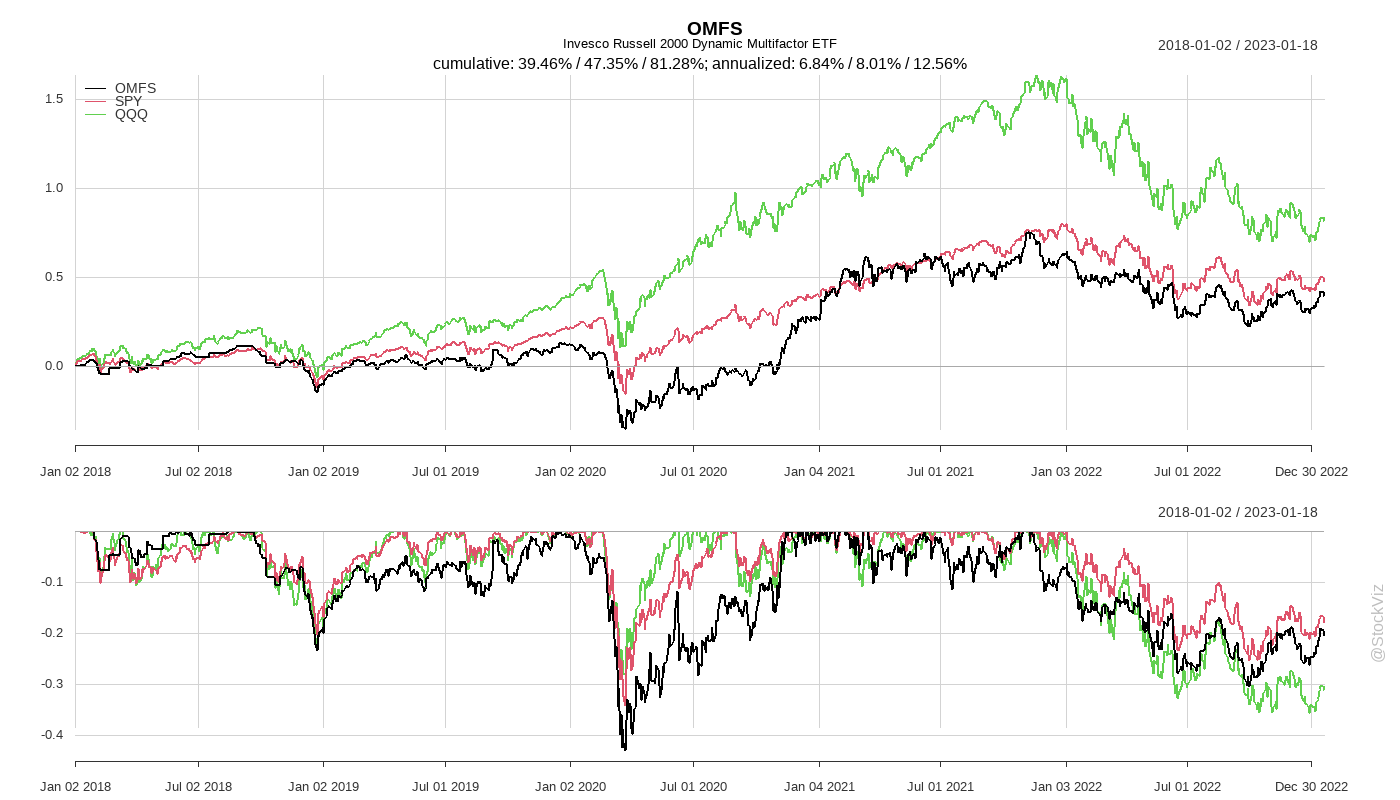 OMFS
Invesco Russell 2000 Dynamic Multifactor ETF
2018-01-02 / 2023-01-18
cumulative: 39.46% / 47.35% / 81.28%; annualized: 6.84% / 8.01% / 12.56%
OMFS
SPY
QQQ
1.5
1.0
0.5
0.0
Jan 02 2018 Jul 02 2018 Jan 02 2019 Jul 01 2019 Jan 02 2020 Jul 01 2020 Jan 04 2021 Jul 01 2021 Jan 03 2022 Jul 01 2022 Dec 30 2022
2018-01-02 / 2023-01-18
-0.1
-0.2
-0.3
-0.4
Jan 02 2018 Jul 02 2018 Jan 02 2019 Jul 01 2019 Jan 02 2020 Jul 01 2020 Jan 04 2021 Jul 01 2021 Jan 03 2022 Jul 01 2022 Dec 30 2022
@StockViz